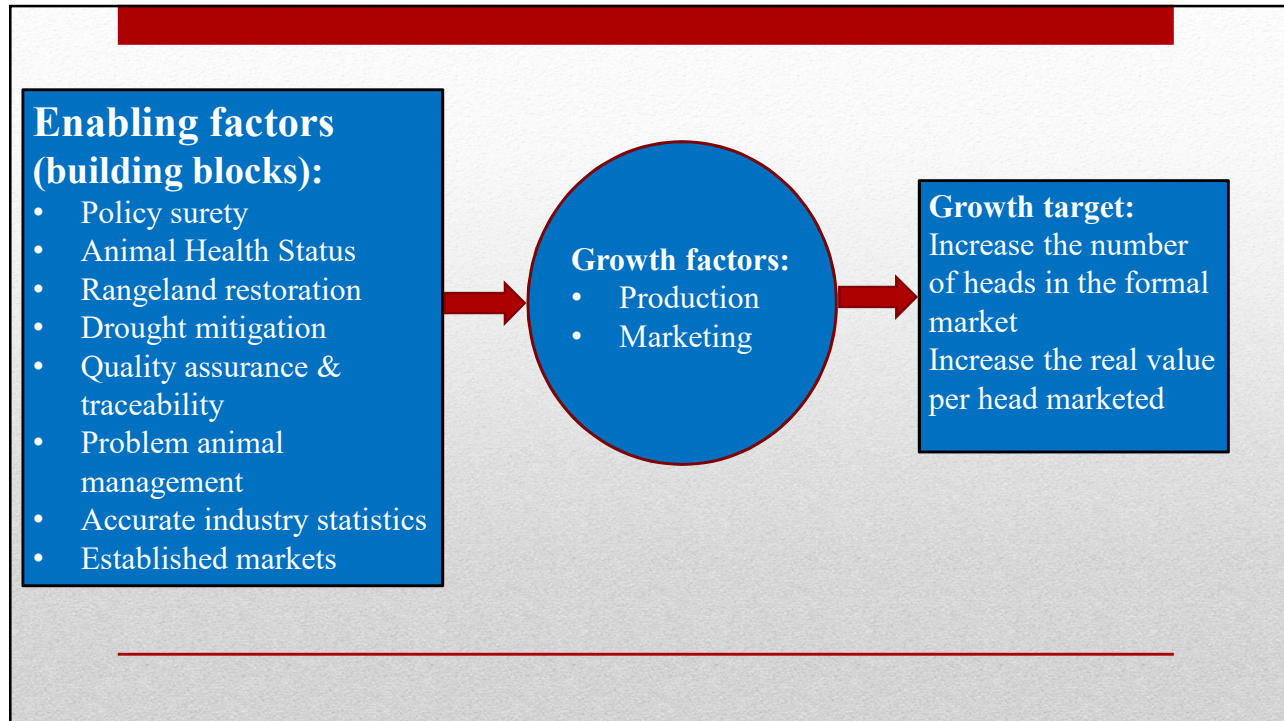 Enabling factors
(building blocks):
• Policy surety
• Animal Health Status
• Rangeland restoration
• Drought mitigation
• Quality assurance &
traceability
• Problem animal
management
• Accurate industry statistics
• Established markets
Growth factors:
• Production
• Marketing
Growth target:
Increase the number
of heads in the formal
market
Increase the real value
per head marketed